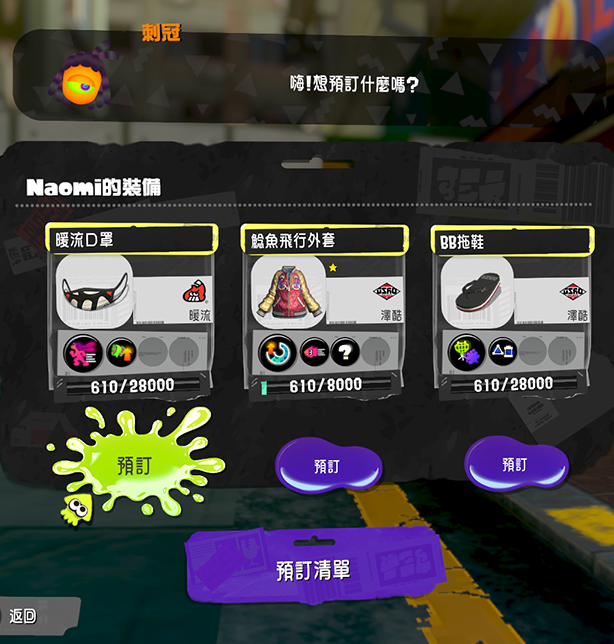 刺冠
嗨!想預訂什麼嗎?
Naomi的裝備
暖流口罩
鯰魚飛行外套
BB拖鞋
暖流
澤酷
澤酷
?
610/28000
610/8000
610/28000
預訂
預訂
預訂
預訂清單
返回